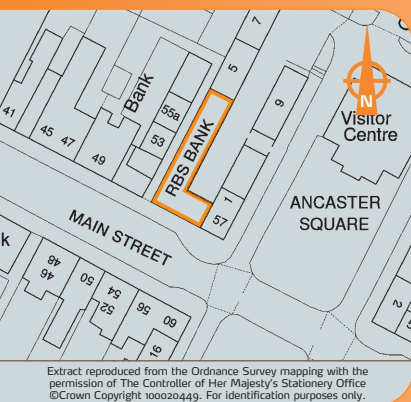 7
5
9
N
Visitor
Centre
Bank
55a
53
41
45
47
49
RBS BANK
1
57
ANCASTER
SQUARE
MAIN STREET
k
46
48
50
52
54
56
60
16
2
Extract reproduced from the Ordnance Survey mapping with the
permission of The Controller of Her Majesty's Stationery Office
©Crown Copyright 100020449. For identification purposes only.